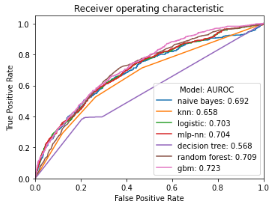 Receiver operating characteristic
1.0
0.8
0.6
0.4
0.2
0.0
True Positive Rate
Model: AUROC
naive bayes: 0.692
knn: 0.658
logistic: 0.703
mlp-nn: 0.704
decision tree: 0.568
random forest: 0.709
gbm: 0.723
0.0 0.2 0.4 0.6 0.8 1.0
False Positive Rate